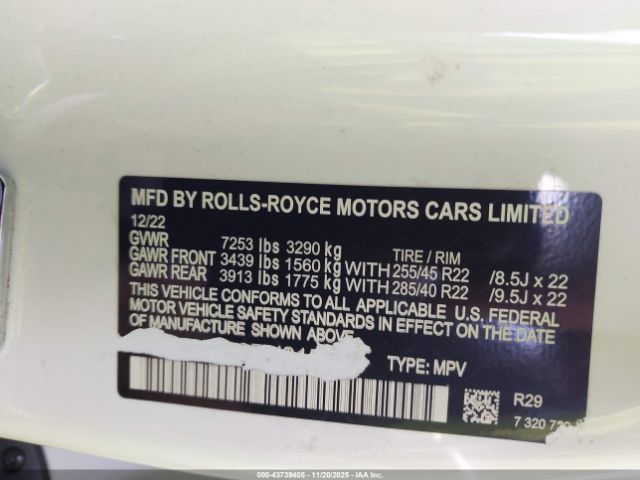 MFD BY ROLLS-ROYCE MOTORS CARS LIMITED
12/22
GVWR 7253 lbs 3290 kg TIRE / RIM
GAWR FRONT 3439 lbs 1560 kg WITH 255/45 R22 /8.5J x 22
GAWR REAR 3913 lbs 1775 kg WITH 285/40 R22 /9.5J x 22
THIS VEHICLE CONFORMS TO ALL APPLICABLE U.S. FEDERAL
MOTOR VEHICLE SAFETY STANDARDS IN EFFECT ON THE DATE
OF MANUFACTURE SHOWN ABOVE.
TYPE: MPV
R29
7 320
000-43739405 - 11/20/2025 - IAA Inc.